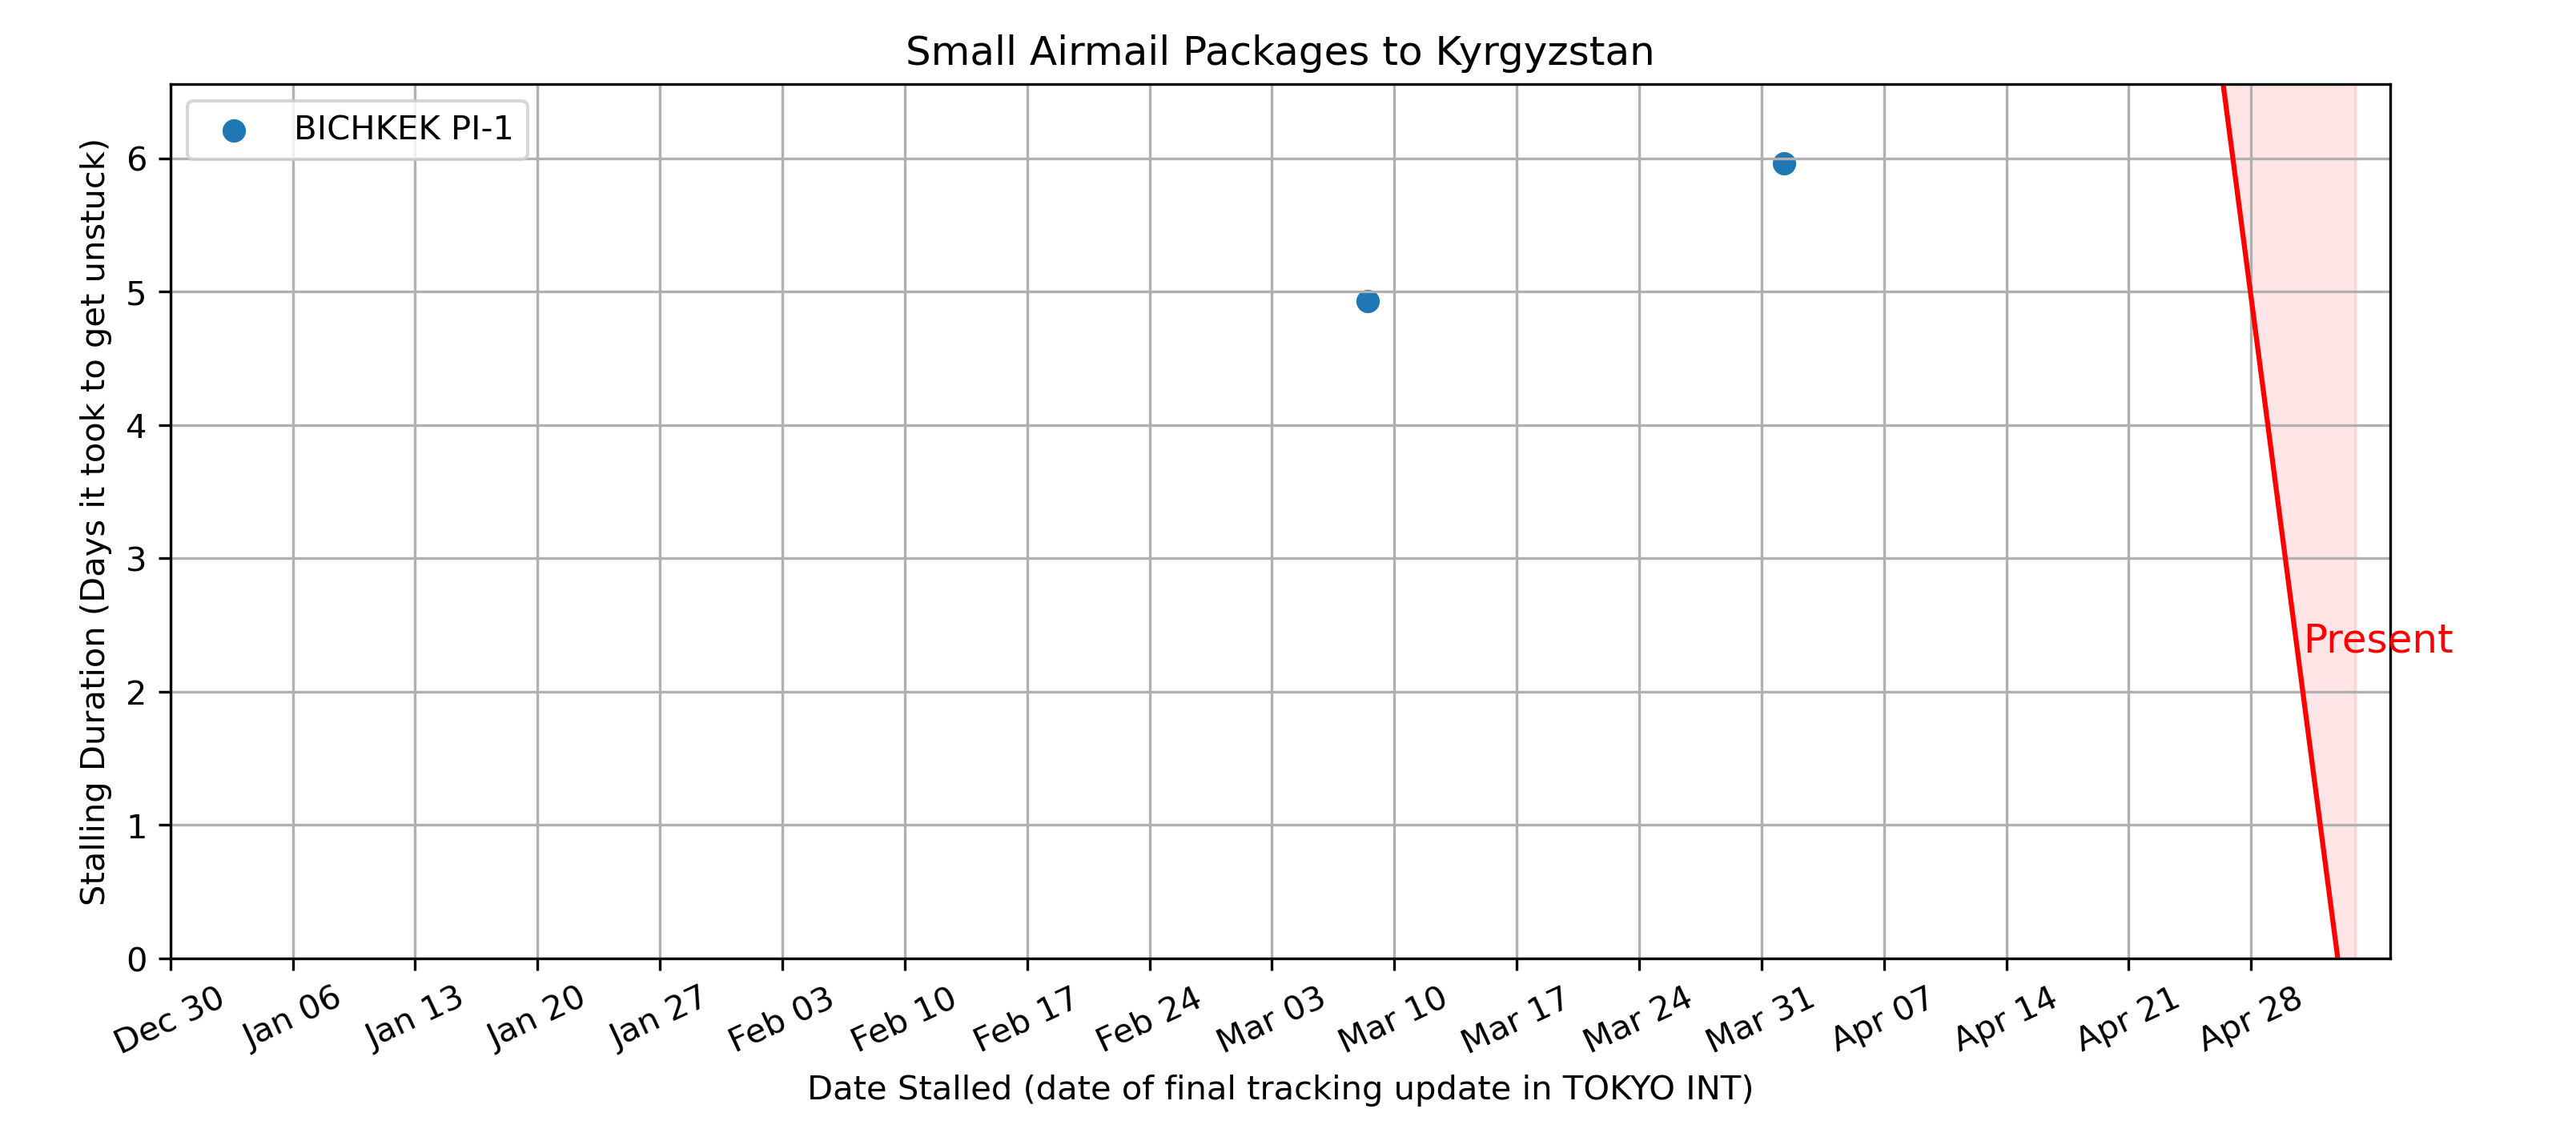 Small Airmail Packages to Kyrgyzstan
BICHKEK PI-1
Stalling Duration (Days it took to get unstuck)
6
5
4
3
2
1
0
Present
Dec 30 Jan 06 Jan 13 Jan 20 Jan 27 Feb 03 Feb 10 Feb 17 Feb 24 Mar 03 Mar 10 Mar 17 Mar 24 Mar 31 Apr 07 Apr 14 Apr 21 Apr 28
Date Stalled (date of final tracking update in TOKYO INT)